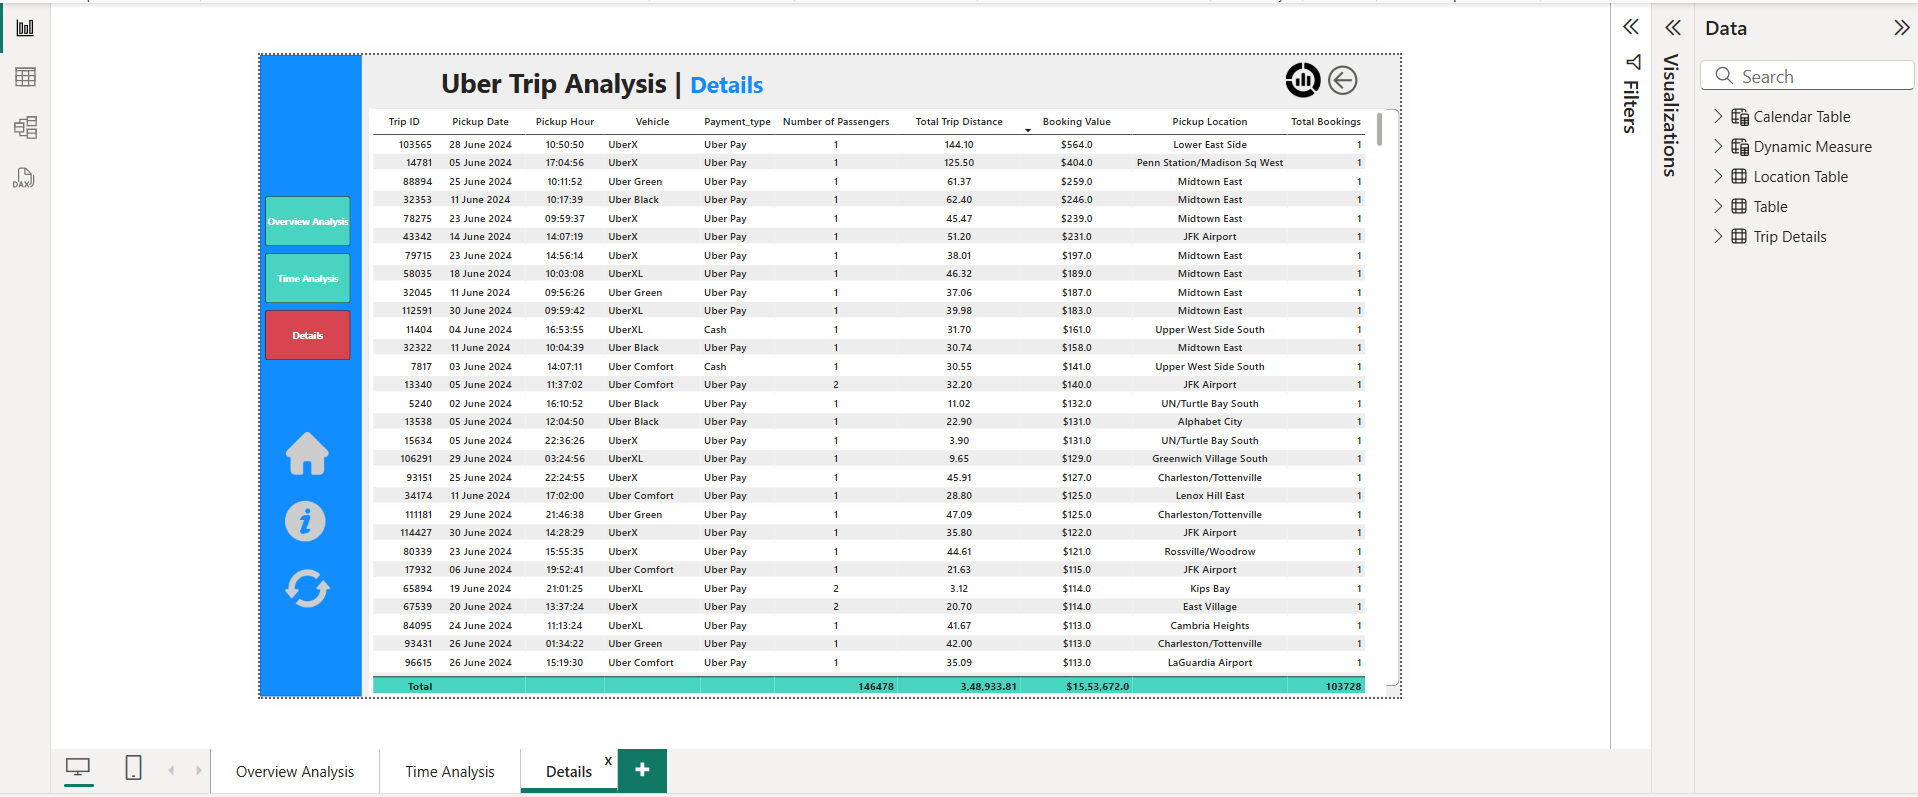 Uber Trip Analysis | Details
Overview Analysis
Time Analysis
Details
Trip ID Pickup Date Pickup Hour Vehicle Payment_type Number of Passengers Total Trip Distance Booking Value Pickup Location Total Bookings
103565 28 June 2024 10:50:50 UberX Uber Pay 1 144.10 $564.0 Lower East Side 1
14781 05 June 2024 17:04:56 UberX Uber Pay 1 125.50 $404.0 Penn Station/Madison Sq West 1
88894 25 June 2024 10:11:52 Uber Green Uber Pay 1 61.37 $259.0 Midtown East 1
32353 11 June 2024 10:17:39 Uber Black Uber Pay 1 62.40 $246.0 Midtown East 1
78275 23 June 2024 09:59:37 UberX Uber Pay 1 45.47 $239.0 Midtown East 1
43342 14 June 2024 14:07:19 UberX Uber Pay 1 51.20 $231.0 JFK Airport 1
79715 23 June 2024 14:56:14 UberX Uber Pay 1 38.01 $197.0 Midtown East 1
58035 18 June 2024 10:03:08 UberXL Uber Pay 1 46.32 $189.0 Midtown East 1
32045 11 June 2024 09:56:26 Uber Green Uber Pay 1 37.06 $187.0 Midtown East 1
112591 30 June 2024 09:59:42 UberXL Uber Pay 1 39.98 $183.0 Midtown East 1
11404 04 June 2024 16:53:55 UberXL Cash 1 31.70 $161.0 Upper West Side South 1
32322 11 June 2024 10:04:39 Uber Black Uber Pay 1 30.74 $158.0 Midtown East 1
7817 03 June 2024 14:07:11 Uber Comfort Cash 1 30.55 $141.0 Upper West Side South 1
13340 05 June 2024 11:37:02 Uber Comfort Uber Pay 2 32.20 $140.0 JFK Airport 1
5240 02 June 2024 16:10:52 Uber Black Uber Pay 1 11.02 $132.0 UN/Turtle Bay South 1
13538 05 June 2024 12:04:50 Uber Black Uber Pay 1 22.90 $131.0 Alphabet City 1
15634 05 June 2024 22:36:26 UberX Uber Pay 1 3.90 $131.0 UN/Turtle Bay South 1
106291 29 June 2024 03:24:56 UberXL Uber Pay 1 9.65 $129.0 Greenwich Village South 1
93151 25 June 2024 22:24:55 UberX Uber Pay 1 45.91 $127.0 Charleston/Tottenville 1
34174 11 June 2024 17:02:00 Uber Comfort Uber Pay 1 28.80 $125.0 Lenox Hill East 1
111181 29 June 2024 21:46:38 Uber Green Uber Pay 1 47.09 $125.0 Charleston/Tottenville 1
114427 30 June 2024 14:28:29 UberX Uber Pay 1 35.80 $122.0 JFK Airport 1
80339 23 June 2024 15:55:35 UberX Uber Pay 1 44.61 $121.0 Rossville/Woodrow 1
17932 06 June 2024 19:52:41 Uber Comfort Uber Pay 1 21.63 $115.0 JFK Airport 1
65894 19 June 2024 21:01:25 UberXL Uber Pay 2 3.12 $114.0 Kips Bay 1
67539 20 June 2024 13:37:24 UberX Uber Pay 2 20.70 $114.0 East Village 1
84095 24 June 2024 11:13:24 UberXL Uber Pay 1 41.67 $113.0 Cambria Heights 1
93431 26 June 2024 01:34:22 Uber Green Uber Pay 1 42.00 $113.0 Charleston/Tottenville 1
96615 26 June 2024 15:19:30 Uber Comfort Uber Pay 1 35.09 $113.0 LaGuardia Airport 1
Total 146478 3,48,933.81 $15,53,672.0 103728
Filters
Visualizations
Data
Search
Calendar Table
Dynamic Measure
Location Table
Table
Trip Details
DAX
Overview Analysis Time Analysis Details x +